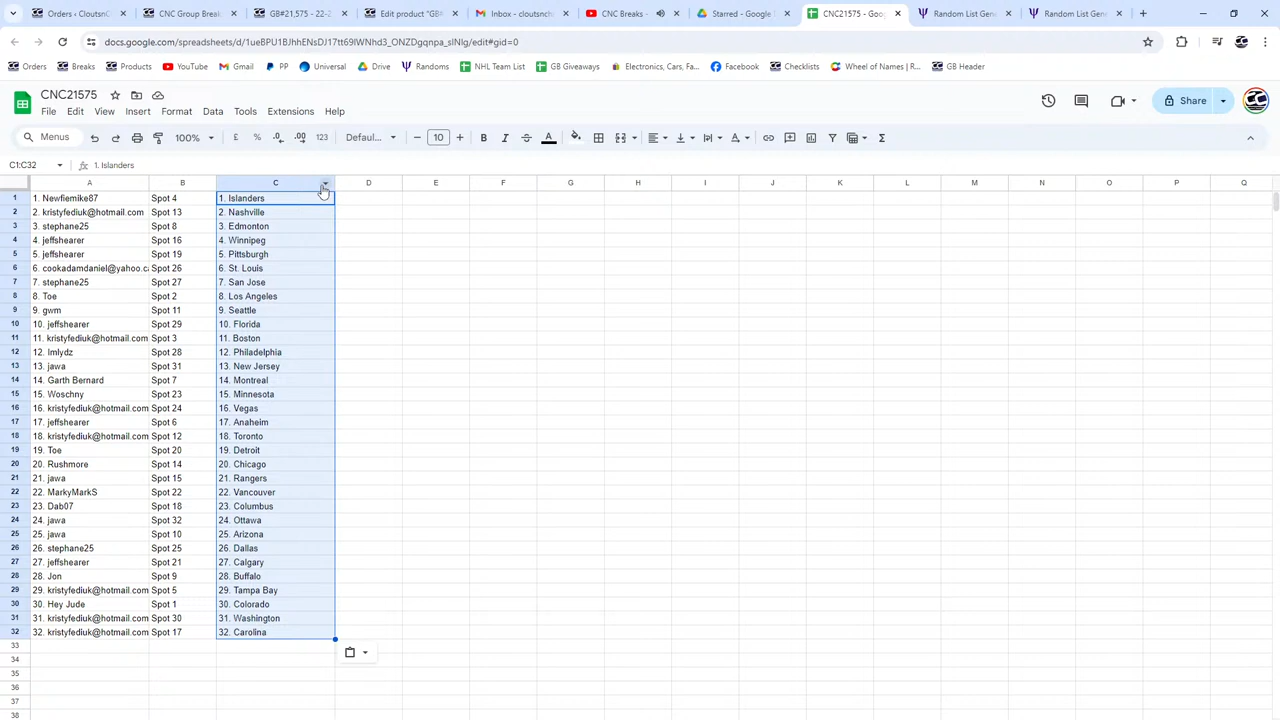 Orders ‹ CloutsnC
CNC Group Break
GB#21,575 - 22-2
Edit product "GE
Inbox - cloutsnch
CNC Breaks -
Starred - Google
CNC21575 - Goo
Random List Gene
Random List Gene
docs.google.com/spreadsheets/d/
/edit#gid=0
Orders Breaks Products YouTube Gmail PP Universal Drive Randoms NHL Team List GB Giveaways Electronics, Cars, Fa... Facebook Checklists Wheel of Names | R... GB Header
CNC21575
File Edit View Insert Format Data Tools Extensions Help
Share
Menus 100% £ % .0 .00 123 Defaul... 10 B I A
C1:C32 fx 1. Islanders
A B C D E F G H I J K L M N O P Q
1 1. Newfiemike87 Spot 4 1. Islanders
2 2. kristyfediuk@hotmail.com Spot 13 2. Nashville
3 3. stephane25 Spot 8 3. Edmonton
4 4. jeffshearer Spot 16 4. Winnipeg
5 5. jeffshearer Spot 19 5. Pittsburgh
6 6. cookadamdaniel@yahoo.c Spot 26 6. St. Louis
7 7. stephane25 Spot 27 7. San Jose
8 8. Toe Spot 2 8. Los Angeles
9 9. gwm Spot 11 9. Seattle
10 10. jeffshearer Spot 29 10. Florida
11 11. kristyfediuk@hotmail.com Spot 3 11. Boston
12 12. Spot 28 12. Philadelphia
13 13. jawa Spot 31 13. New Jersey
14 14. Garth Bernard Spot 7 14. Montreal
15 15. Woschny Spot 23 15. Minnesota
16 16. kristyfediuk@hotmail.com Spot 24 16. Vegas
17 17. jeffshearer Spot 6 17. Anaheim
18 18. kristyfediuk@hotmail.com Spot 12 18. Toronto
19 19. Toe Spot 20 19. Detroit
20 20. Rushmore Spot 14 20. Chicago
21 21. jawa Spot 15 21. Rangers
22 22. MarkyMarkS Spot 22 22. Vancouver
23 23. Dab07 Spot 18 23. Columbus
24 24. jawa Spot 32 24. Ottawa
25 25. jawa Spot 10 25. Arizona
26 26. stephane25 Spot 25 26. Dallas
27 27. jeffshearer Spot 21 27. Calgary
28 28. Jon Spot 9 28. Buffalo
29 29. kristyfediuk@hotmail.com Spot 5 29. Tampa Bay
30 30. Hey Jude Spot 1 30. Colorado
31 31. kristyfediuk@hotmail.com Spot 30 31. Washington
32 32. kristyfediuk@hotmail.com Spot 17 32. Carolina
33
34
35
36
37
38